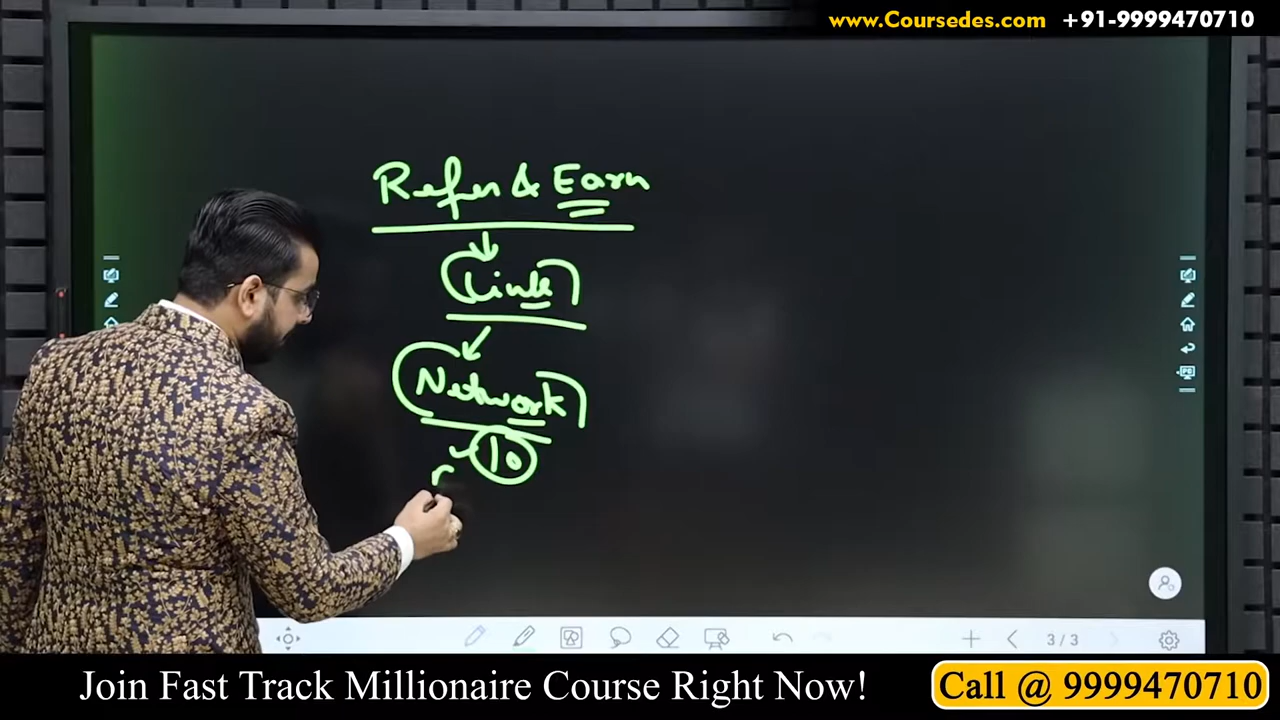 www.Coursedes.com +91-9999470710
Refer & Earn
Link
Network
10
3/3
Join Fast Track Millionaire Course Right Now!
Call @ 9999470710